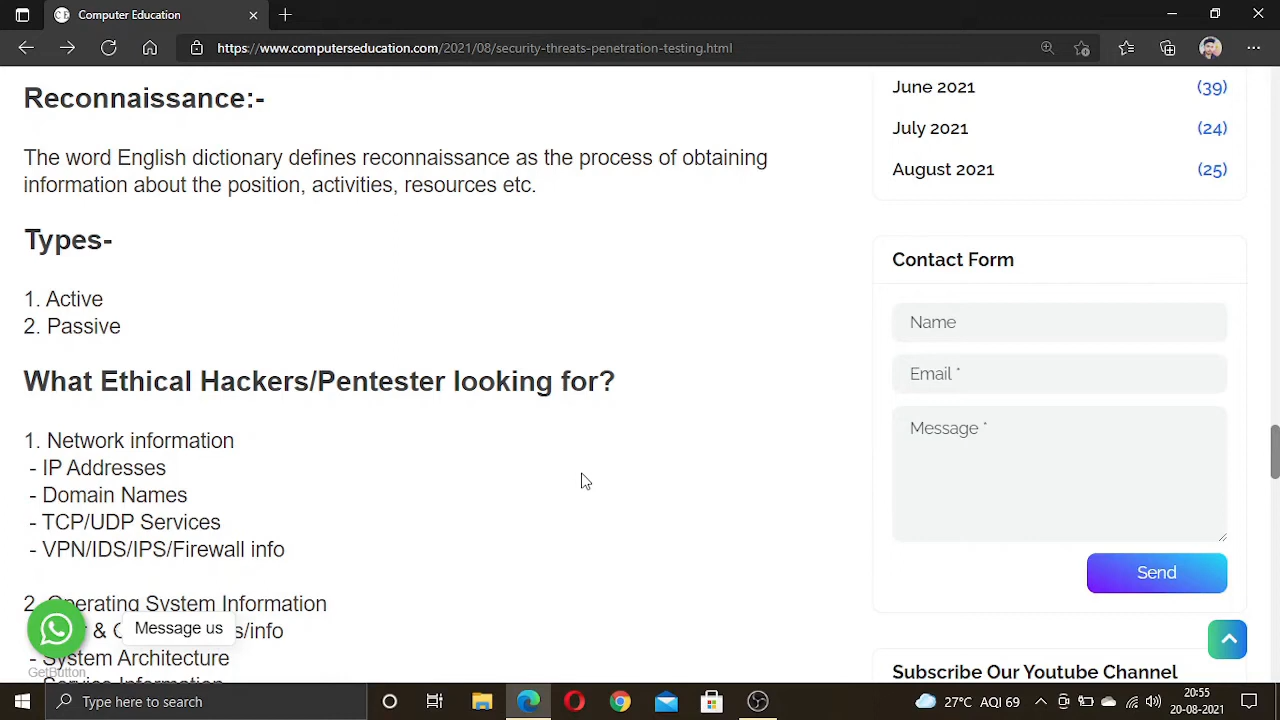 Computer Education
https://www.computerseducation.com/2021/08/security-threats-penetration-testing.html
Reconnaissance:-
The word English dictionary defines reconnaissance as the process of obtaining
information about the position, activities, resources etc.
Types-
1. Active
2. Passive
What Ethical Hackers/Pentester looking for?
1. Network information
- IP Addresses
- Domain Names
- TCP/UDP Services
- VPN/IDS/IPS/Firewall info
2. Operating System Information
& s/info
- System Architecture
- Service Information
Message us
GetButton
June 2021 (39)
July 2021 (24)
August 2021 (25)
Contact Form
Name
Email *
Message *
Send
Subscribe Our Youtube Channel
Type here to search
27°C AQI 69
20:55
20-08-2021